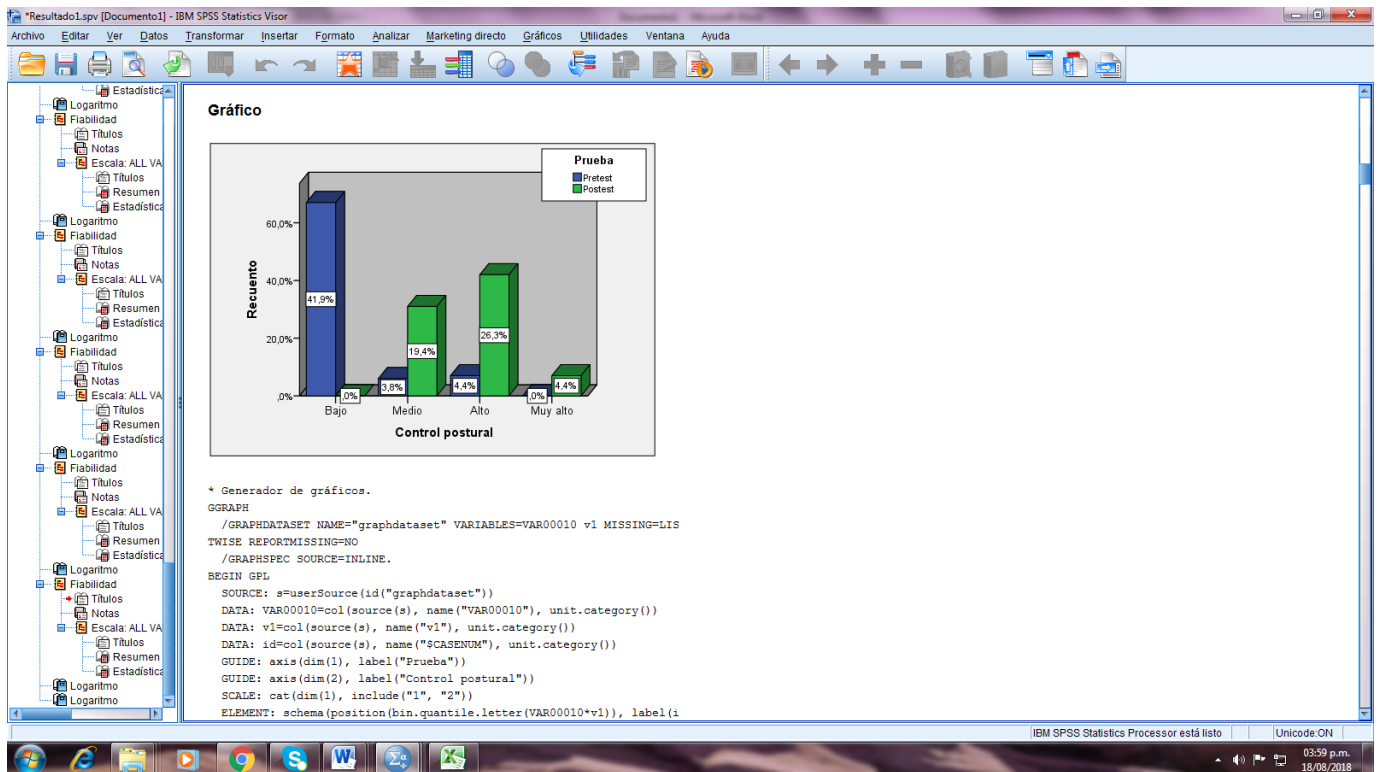 *Resultado1.spv [Documento1] - IBM SPSS Statistics Visor
Archivo Editar Ver Datos Transformar Insertar Formato Analizar Marketing directo Gráficos Utilidades Ventana Ayuda
Estadística
Logaritmo
Fiabilidad
Títulos
Notas
Escala: ALL VA
Títulos
Resumen
Estadística
Logaritmo
Fiabilidad
Títulos
Notas
Escala: ALL VA
Títulos
Resumen
Estadística
Logaritmo
Fiabilidad
Títulos
Notas
Escala: ALL VA
Títulos
Resumen
Estadística
Logaritmo
Fiabilidad
Títulos
Notas
Escala: ALL VA
Títulos
Resumen
Estadística
Logaritmo
Fiabilidad
Títulos
Notas
Escala: ALL VA
Títulos
Resumen
Estadística
Logaritmo
Logaritmo
Gráfico
Prueba
Pretest
Postest
Recuento
60,0%
40,0%
20,0%
,0%
41,9%
,0%
3,8%
19,4%
4,4%
26,3%
,0%
4,4%
Bajo Medio Alto Muy alto
Control postural
* Generador de gráficos.
GGRAPH
/GRAPHDATASET NAME="graphdataset" VARIABLES=VAR00010 v1 MISSING=LIS
TWISE REPORTMISSING=NO
/GRAPHSPEC SOURCE=INLINE.
BEGIN GPL
SOURCE: s=userSource(id("graphdataset"))
DATA: VAR00010=col(source(s), name("VAR00010"), unit.category())
DATA: v1=col(source(s), name("v1"), unit.category())
DATA: id=col(source(s), name("$CASENUM"), unit.category())
GUIDE: axis(dim(1), label("Prueba"))
GUIDE: axis(dim(2), label("Control postural"))
SCALE: cat(dim(1), include("1", "2"))
ELEMENT: schema(position(bin.quantile.letter(VAR00010*v1)), label(i
IBM SPSS Statistics Processor está listo Unicode:ON
03:59 p.m.
18/08/2018